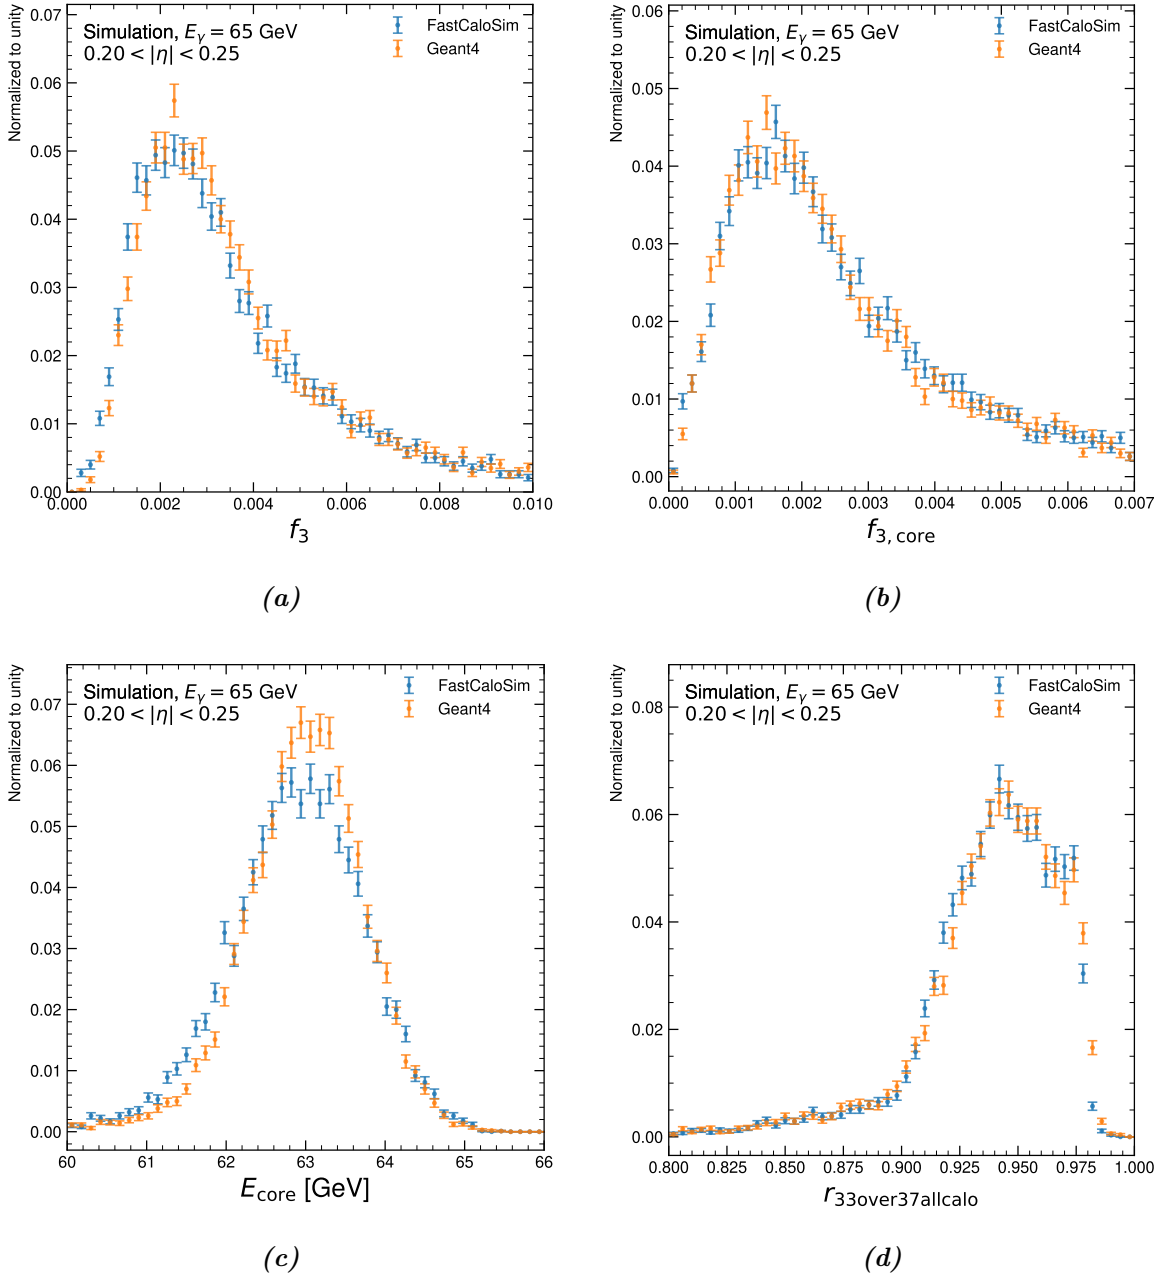 Normalized to unity
Simulation, E_γ = 65 GeV
0.20 < |η| < 0.25
FastCaloSim
Geant4
0.07
0.06
0.05
0.04
0.03
0.02
0.01
0.00
0.000 0.002 0.004 0.006 0.008 0.010
f_3
(a)
Normalized to unity
Simulation, E_γ = 65 GeV
0.20 < |η| < 0.25
FastCaloSim
Geant4
0.06
0.05
0.04
0.03
0.02
0.01
0.00
0.000 0.001 0.002 0.003 0.004 0.005 0.006 0.007
f_3, core
(b)
Normalized to unity
Simulation, E_γ = 65 GeV
0.20 < |η| < 0.25
FastCaloSim
Geant4
0.07
0.06
0.05
0.04
0.03
0.02
0.01
0.00
60 61 62 63 64 65 66
E_core [GeV]
(c)
Normalized to unity
Simulation, E_γ = 65 GeV
0.20 < |η| < 0.25
FastCaloSim
Geant4
0.08
0.06
0.04
0.02
0.00
0.800 0.825 0.850 0.875 0.900 0.925 0.950 0.975 1.000
r_33over37allcalo
(d)